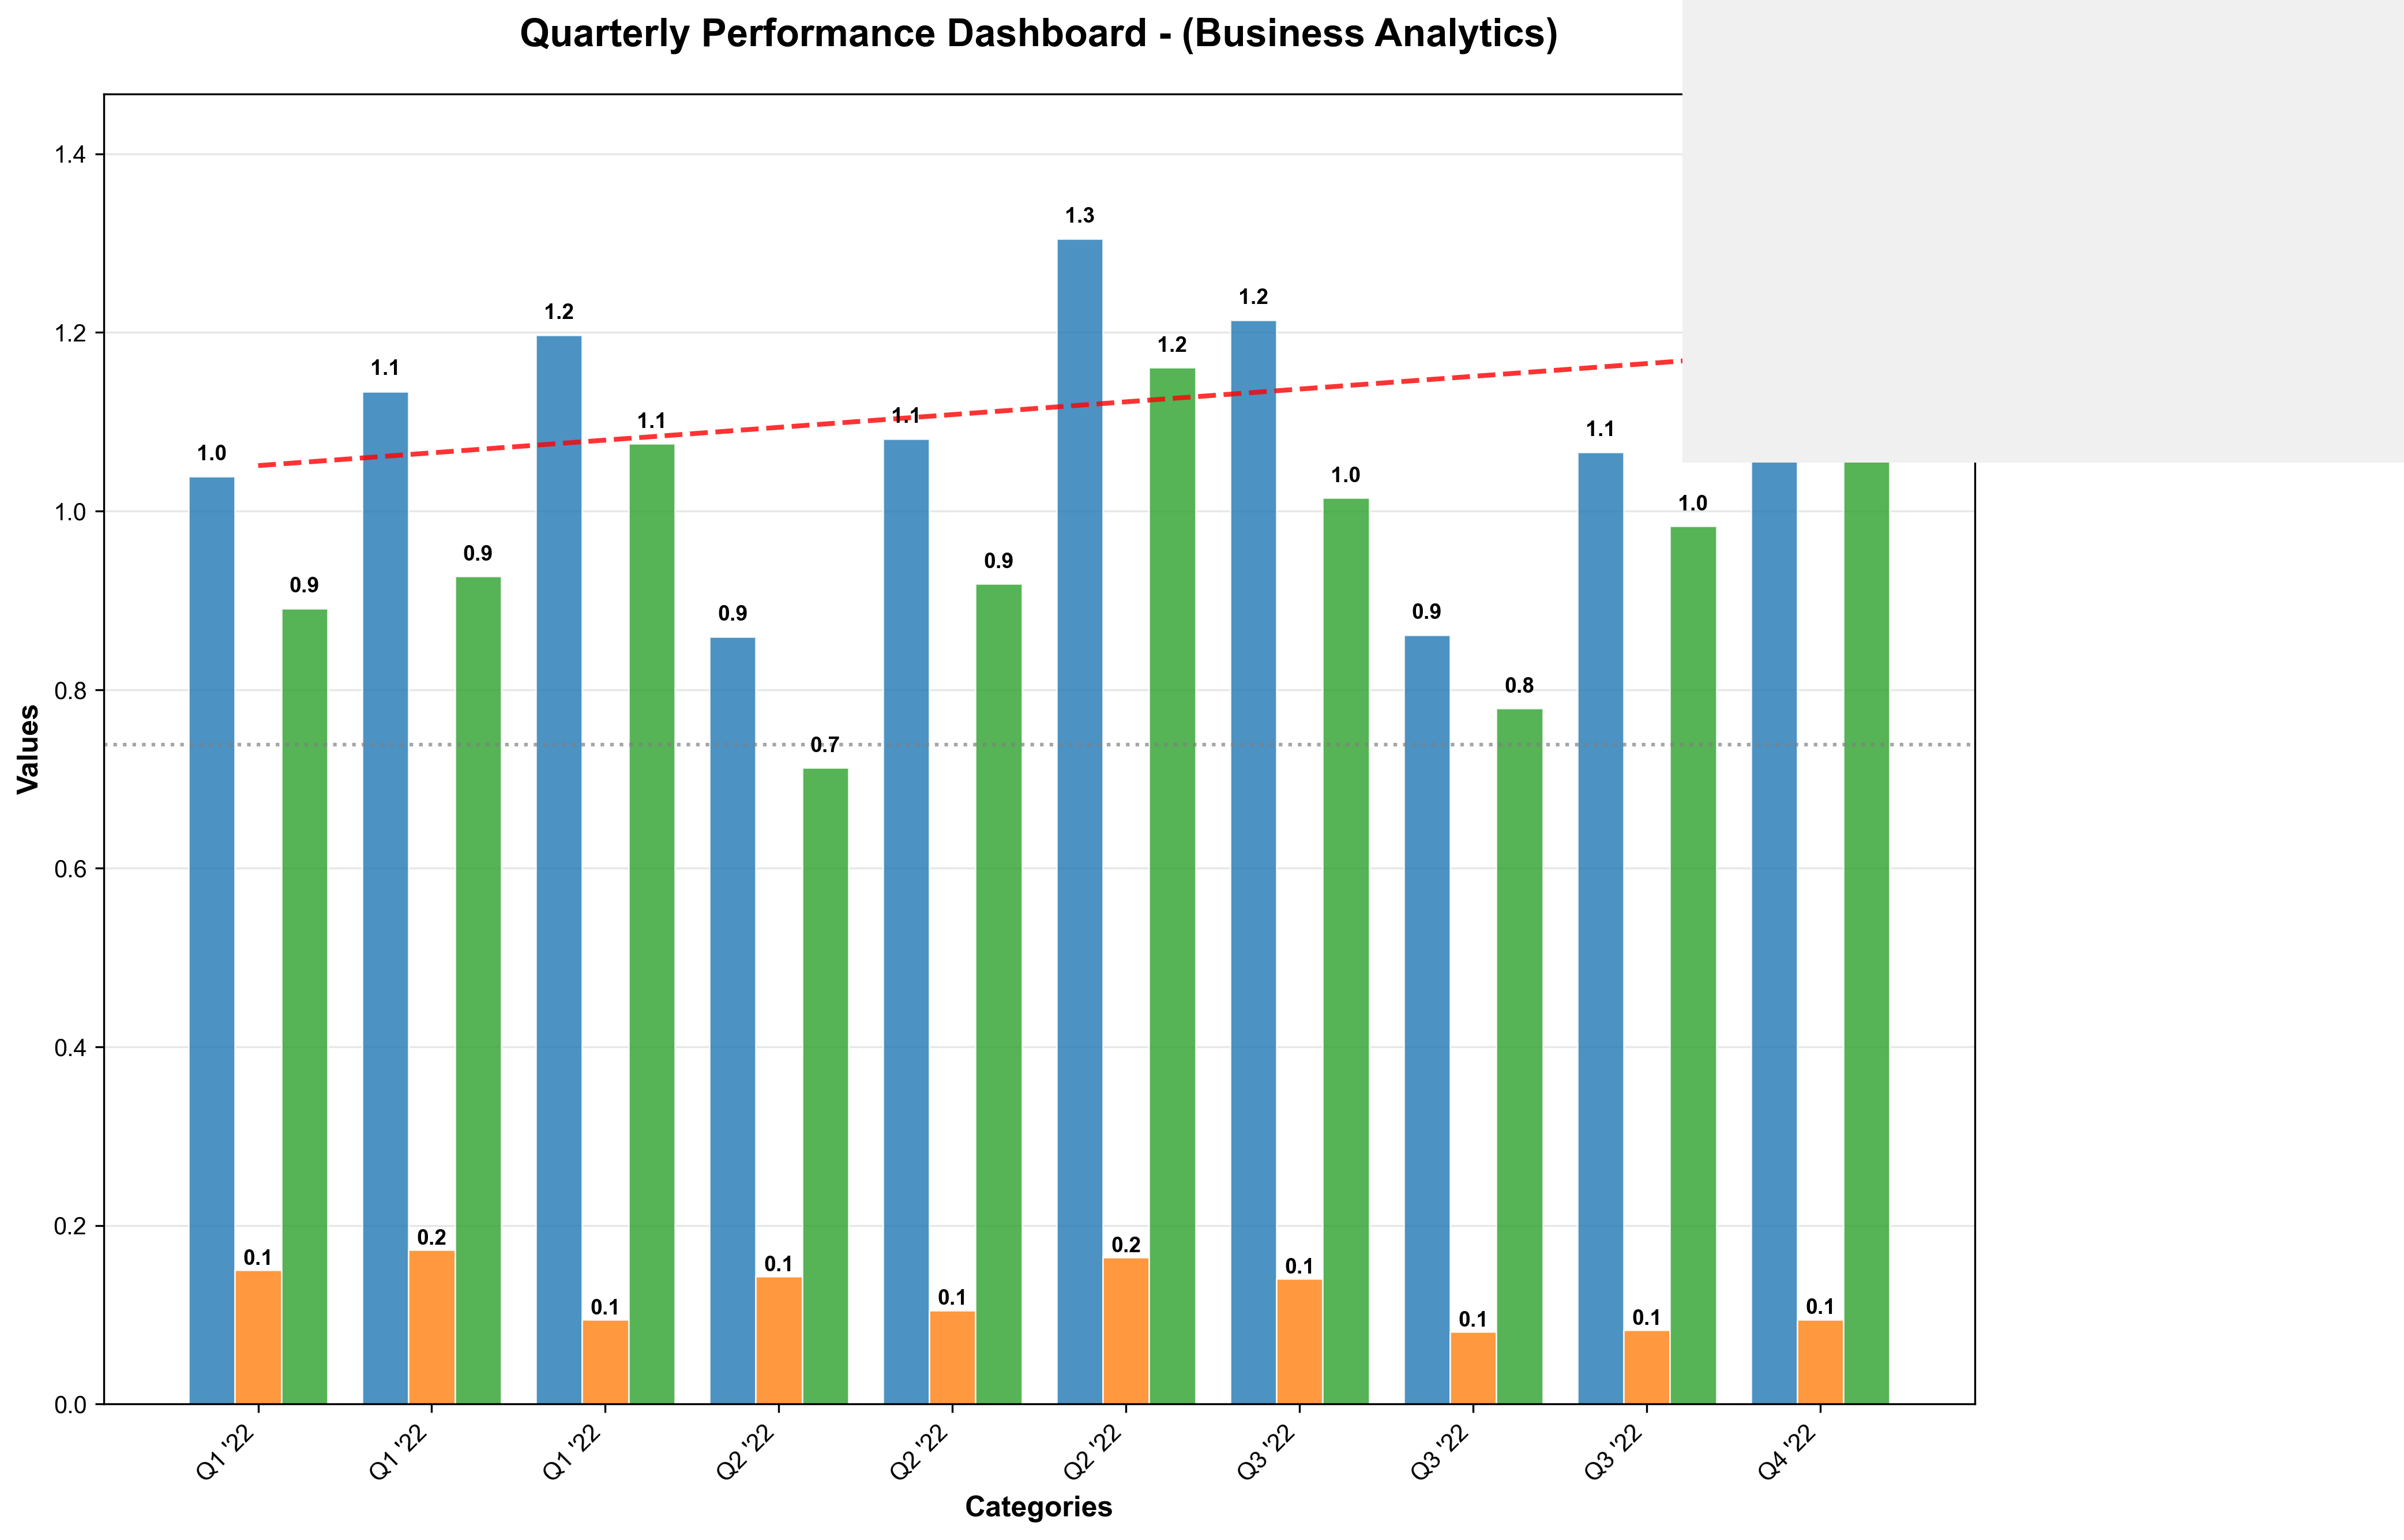 Quarterly Performance Dashboard - (Business Analytics)
1.4
1.2
1.0
0.8
0.6
0.4
0.2
0.0
Values
1.0
0.1
0.9
1.1
0.2
0.9
1.2
0.1
1.1
0.9
0.1
0.7
1.1
0.1
0.9
1.3
0.2
1.2
1.2
0.1
1.0
0.9
0.1
0.8
1.1
0.1
1.0
0.1
Q1 '22
Q1 '22
Q1 '22
Q2 '22
Q2 '22
Q2 '22
Q3 '22
Q3 '22
Q3 '22
Q4 '22
Categories